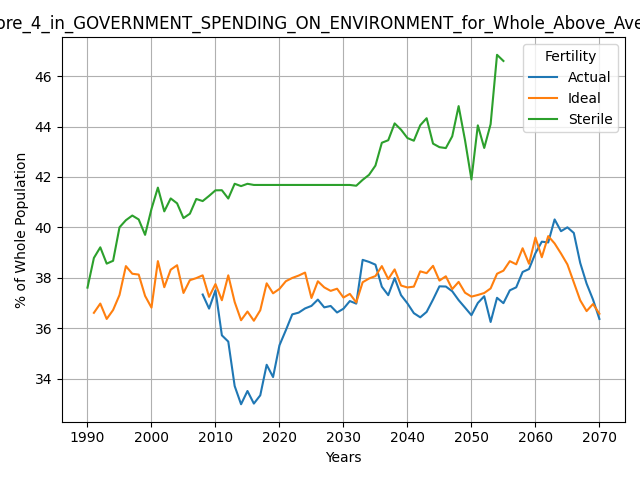 ore_4_in_GOVERNMENT_SPENDING_ON_ENVIRONMENT_for_Whole_Above_Ave
Fertility
Actual
Ideal
Sterile
% of Whole Population
46
44
42
40
38
36
34
1990 2000 2010 2020 2030 2040 2050 2060 2070
Years